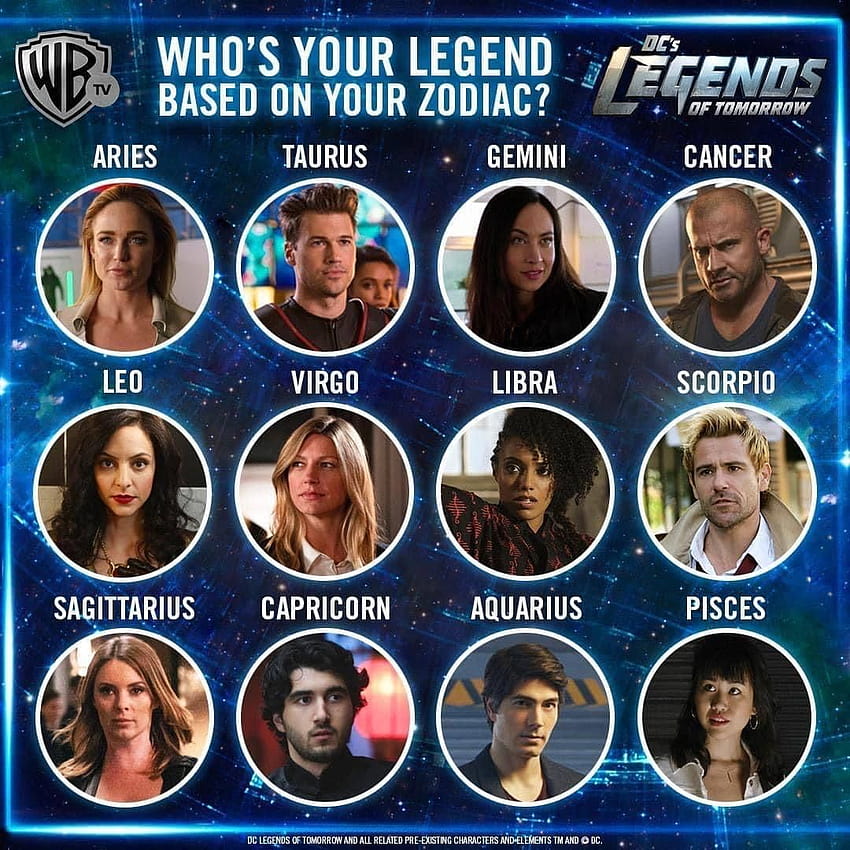 WB TV
WHO'S YOUR LEGEND
BASED ON YOUR ZODIAC?
DC's
LEGENDS
OF TOMORROW
ARIES TAURUS GEMINI CANCER
LEO VIRGO LIBRA SCORPIO
SAGITTARIUS CAPRICORN AQUARIUS PISCES
DC LEGENDS OF TOMORROW AND ALL RELATED PRE-EXISTING CHARACTERS AND ELEMENTS TM AND © DC.